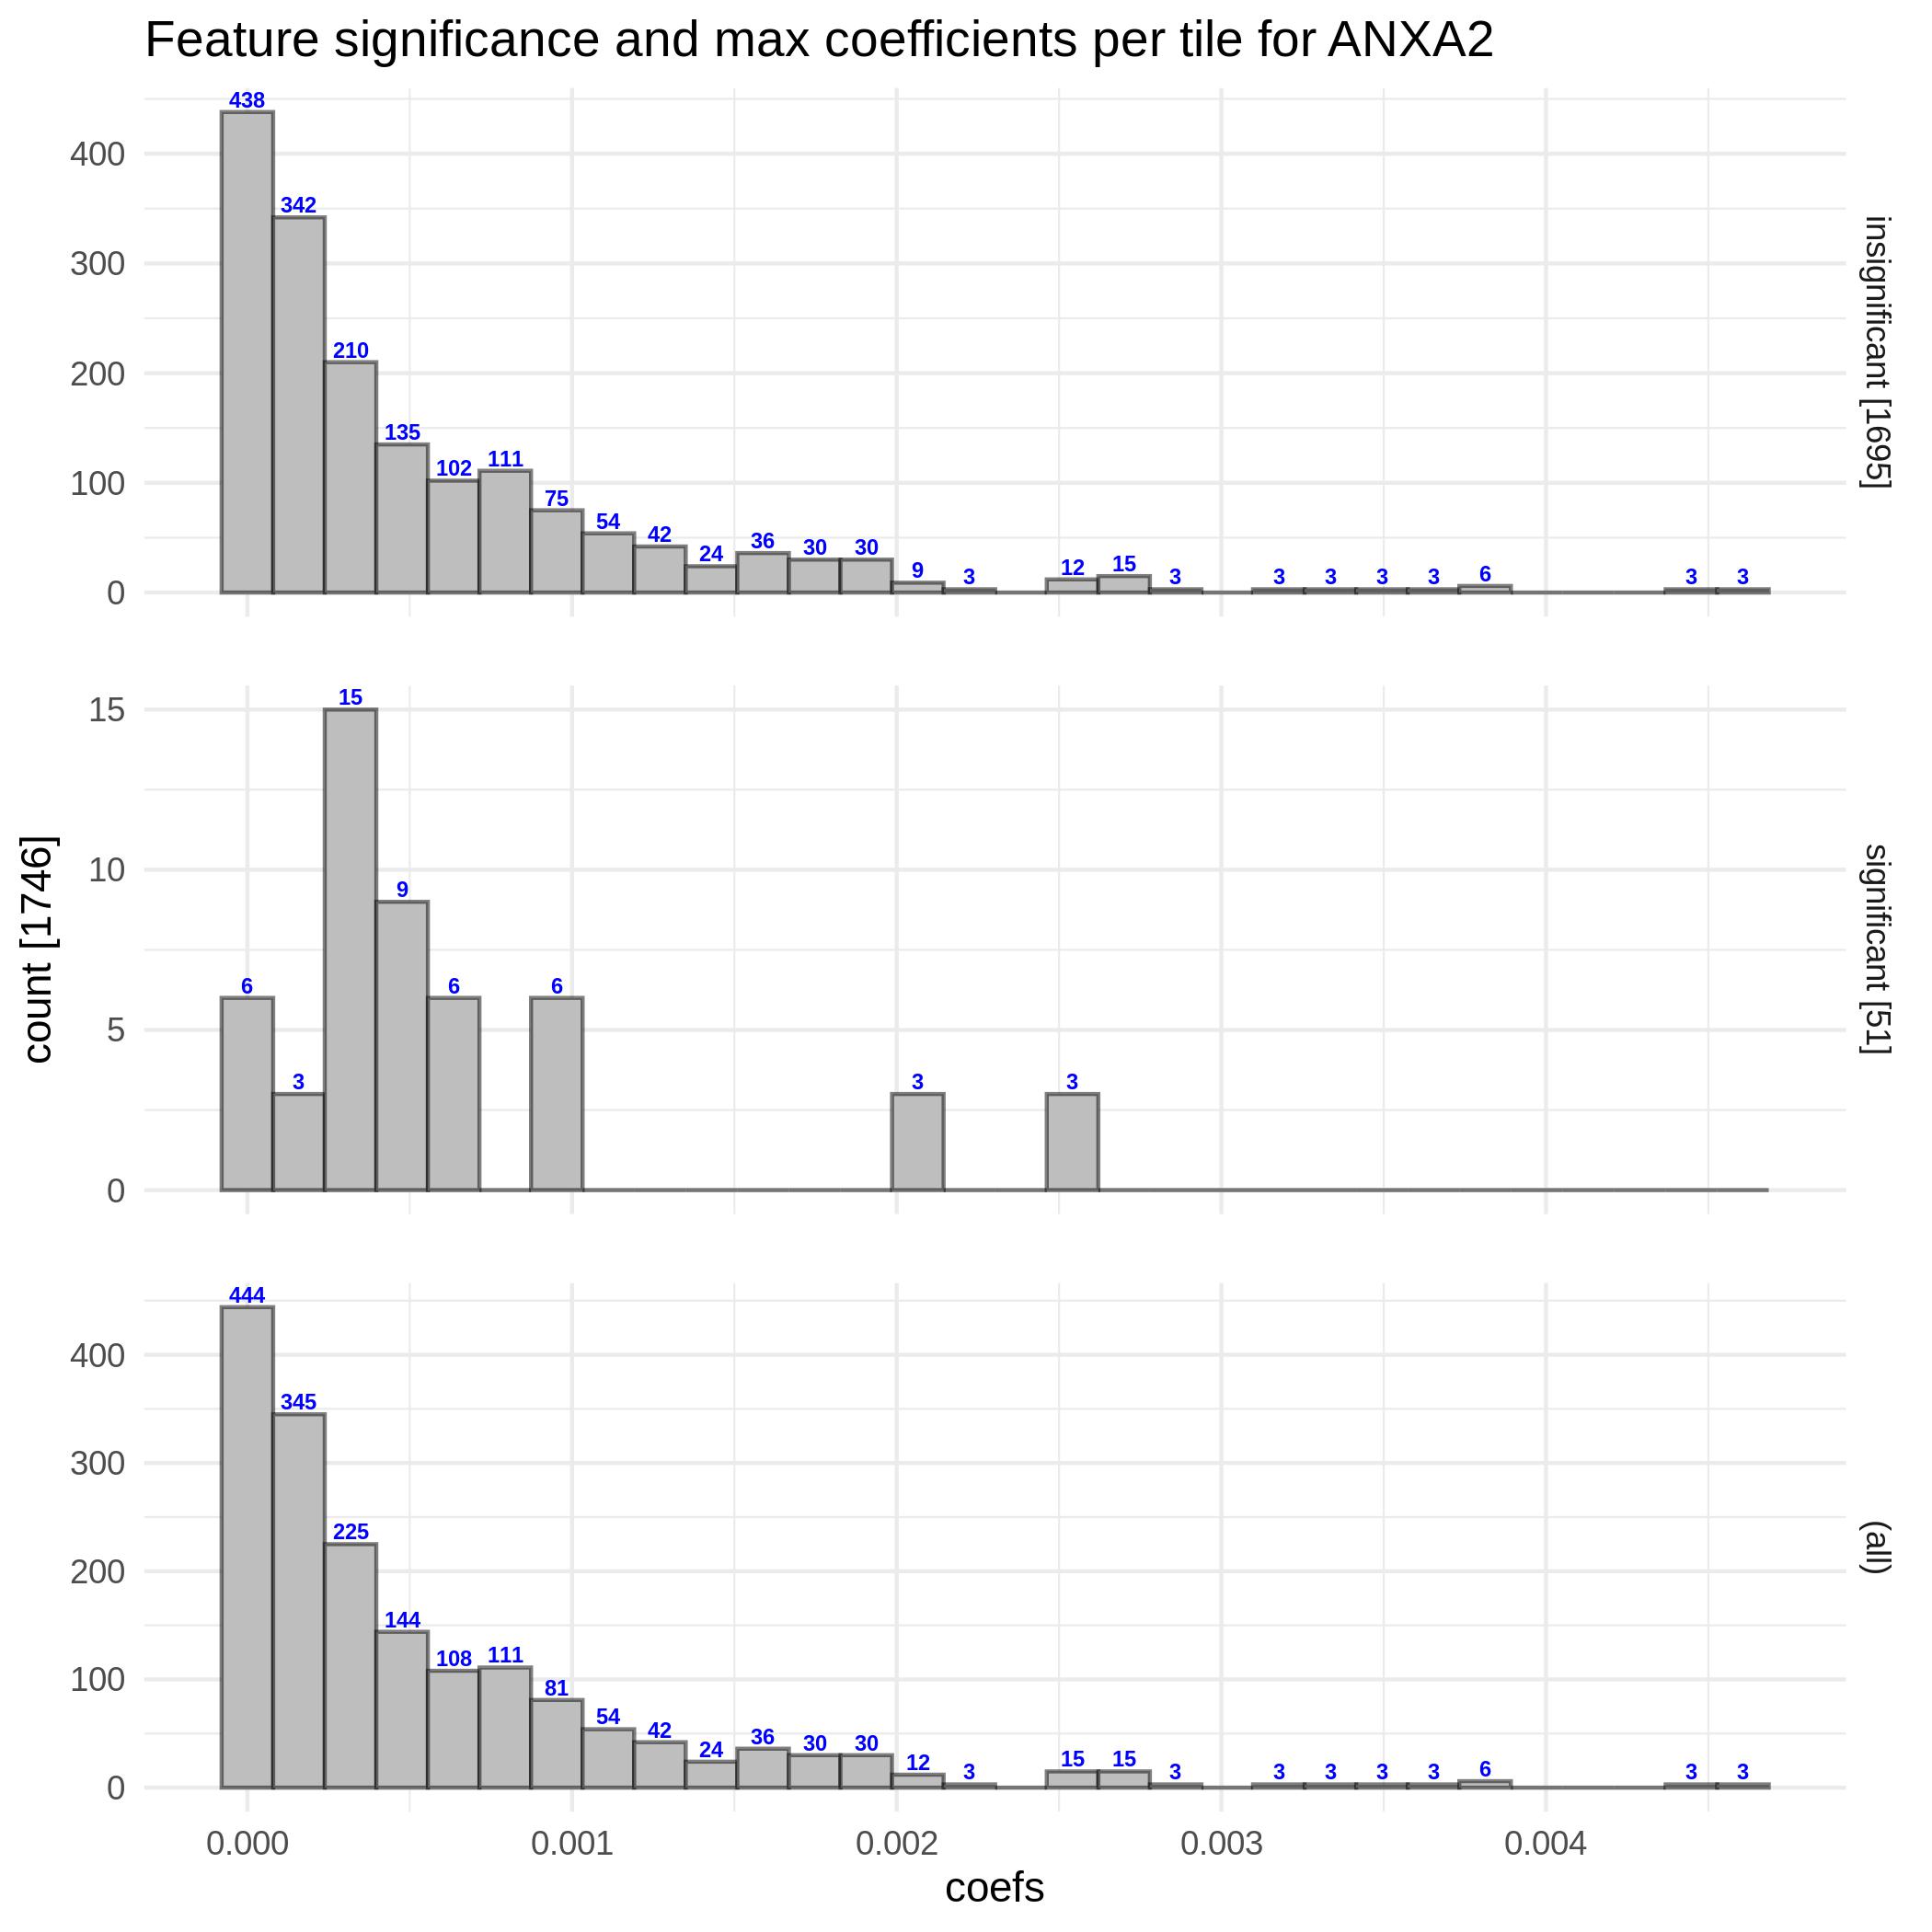 Feature significance and max coefficients per tile for ANXA2
438
400
342
300
210
200
135
102 111
100
75
54
42
24 36 30 30
9 3 12 15 3 3 3 3 3 6 3 3
0
insignificant [1695]
15
15
10
9
6 6 6
5
3 3 3
0
significant [51]
count [1746]
444
400
345
300
225
200
144
108 111
100
81
54
42
24 36 30 30
12 3 15 15 3 3 3 3 3 6 3 3
0
(all)
0.000 0.001 0.002 0.003 0.004
coefs